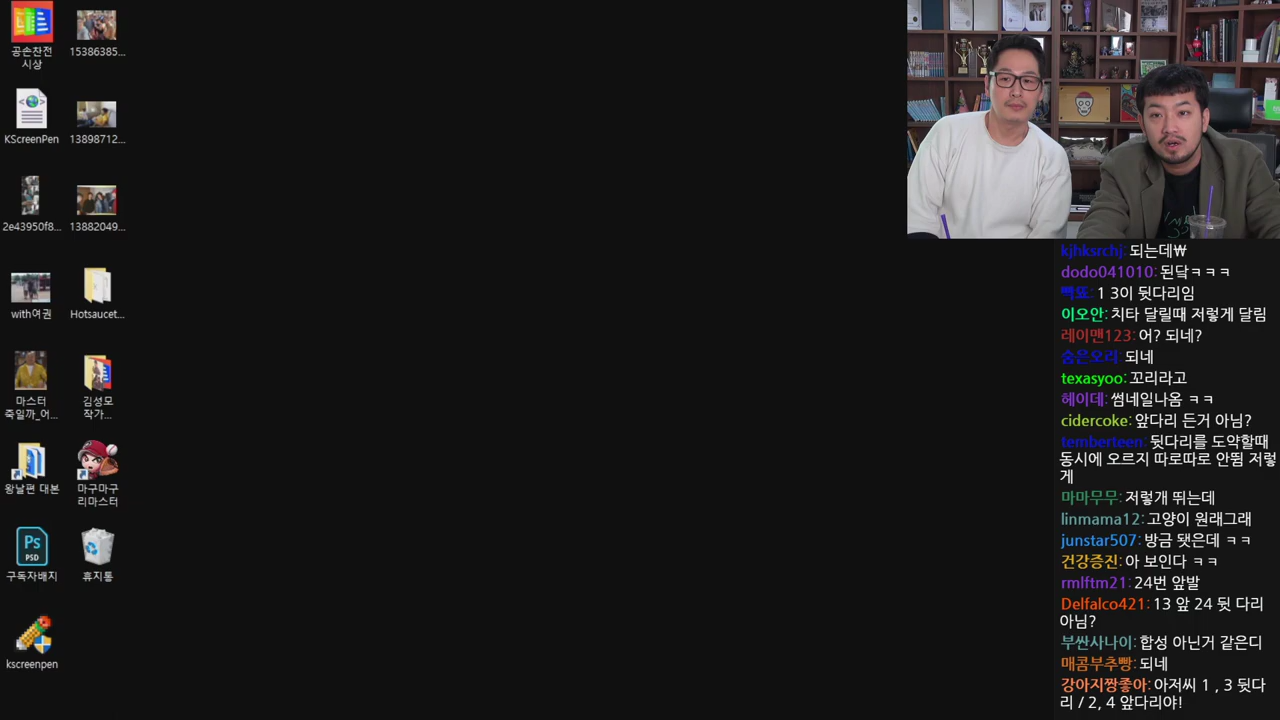 공손찬전
시상
15386385...
KScreenPen
13898712...
2e43950f8...
13882049...
with여권
Hotsaucet...
마스터
죽일까_어...
김성모
작가...
왕날편 대본
마구마구
리마스터
Ps
PSD
구독자배지
휴지통
kscreenpen
kjhksrchj: 되는데₩
dodo041010: 된닼ㅋㅋㅋ
빡뚀: 1 3이 뒷다리임
이오안: 치타 달릴때 저렇게 달림
레이맨123: 어? 되네?
숨은오리: 되네
texasyoo: 꼬리라고
헤이데: 썸네일나옴 ㅋㅋ
cidercoke: 앞다리 든거 아님?
femberteen: 뒷다리를 도약할때
동시에 오르지 따로따로 안뜀 저렇
게
마마무무: 저렇개 뛰는데
linmama12: 고양이 원래그래
junstar507: 방금 됏은데 ㅋㅋ
건강증진: 아 보인다 ㅋㅋ
rmlftm21: 24번 앞발
Delfalco421: 13 앞 24 뒷 다리
아님?
부싼사나이: 합성 아닌거 같은디
매콤부추빵: 되네
강아지짱좋아: 아저씨 1 , 3 뒷다
리 / 2, 4 앞다리야!